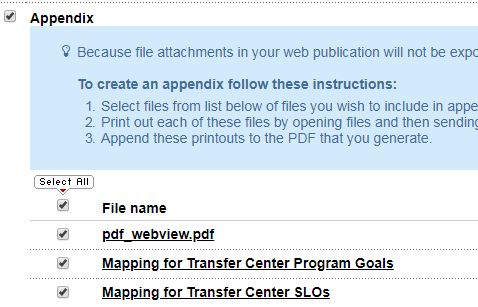 Appendix
Because file attachments in your web publication will not be expo
To create an appendix follow these instructions:
1. Select files from list below of files you wish to include in appe
2. Print out each of these files by opening files and then sending
3. Append these printouts to the PDF that you generate.
Select All
File name
pdf_webview.pdf
Mapping for Transfer Center Program Goals
Mapping for Transfer Center SLOs